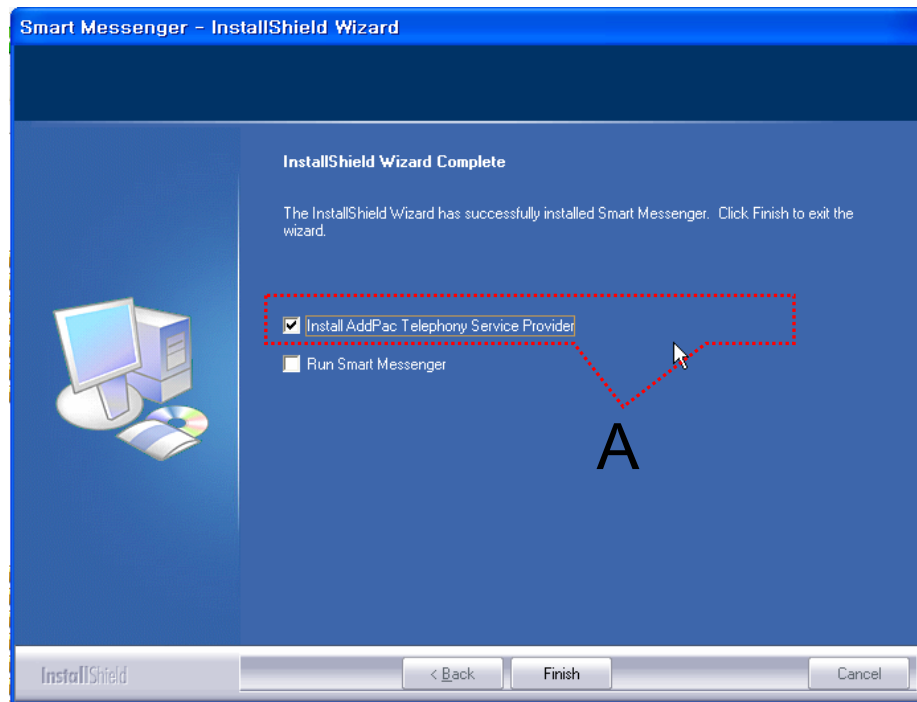 Smart Messenger - InstallShield Wizard
InstallShield Wizard Complete
The InstallShield Wizard has successfully installed Smart Messenger. Click Finish to exit the
wizard.
Install AddPac Telephony Service Provider
Run Smart Messenger
A
InstallShield
< Back
Finish
Cancel